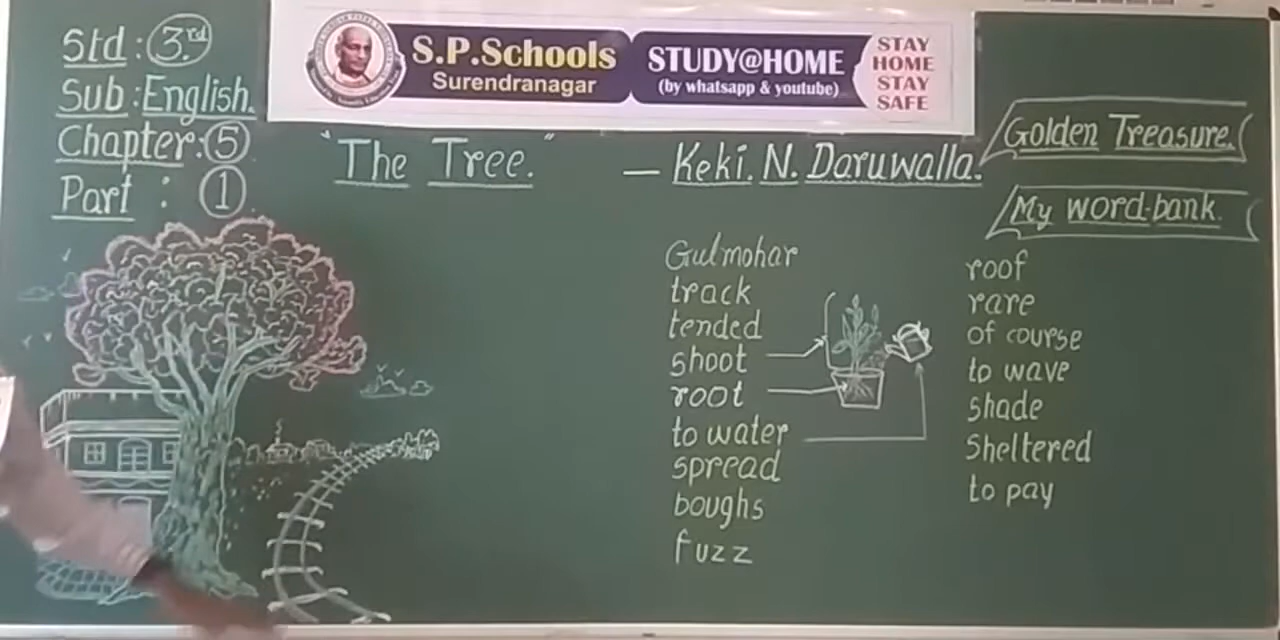 Std : 3rd
Sub : English.
Chapter : 5
Part : 1
S.P.Schools
Surendranagar
STUDY@HOME
(by whatsapp & youtube)
STAY
HOME
STAY
SAFE
"The Tree."
— Keki. N. Daruwalla.
Golden Treasure.
My word-bank.
Gulmohar
track
tended
shoot
root
to water
spread
boughs
fuzz
roof
rare
of course
to wave
shade
Sheltered
to pay